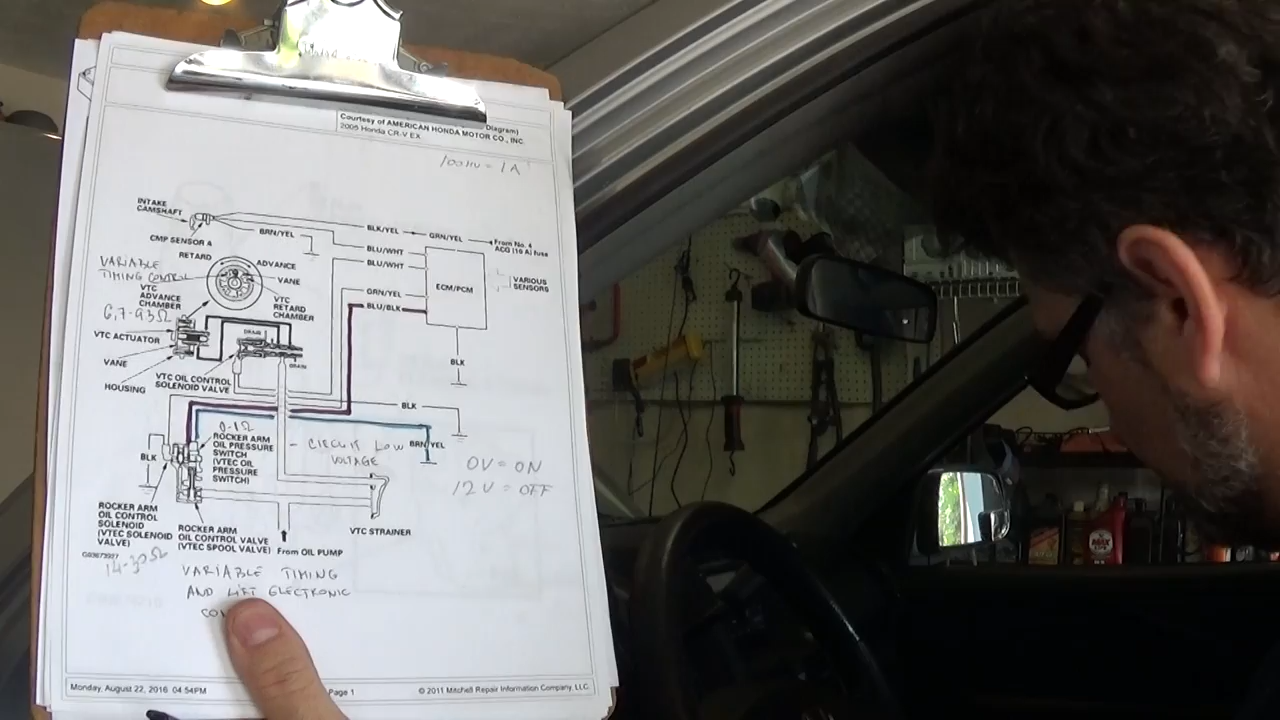 Diagram)
Courtesy of AMERICAN HONDA MOTOR CO., INC.
2005 Honda CR-V EX
100mV = 1A
INTAKE
CAMSHAFT
CMP SENSOR A
BRN/YEL
BLK/YEL
GRN/YEL
From No. 4
ACG (10 A) fuse
BLU/WHT
BLU/WHT
RETARD
ADVANCE
VANE
VARIABLE
TIMING CONTROL
VTC
ADVANCE
CHAMBER
VTC
RETARD
CHAMBER
ECM/PCM
VARIOUS
SENSORS
GRN/YEL
BLU/BLK
6,7-9.3Ω
VTC ACTUATOR
VANE
HOUSING
DRAIN
DRAIN
VTC OIL CONTROL
SOLENOID VALVE
BLK
BLK
0-1Ω
ROCKER ARM
OIL PRESSURE
SWITCH
(VTEC OIL
PRESSURE
SWITCH)
- CIRCUIT LOW
VOLTAGE
BRN/YEL
0V = ON
12V = OFF
BLK
ROCKER ARM
OIL CONTROL
SOLENOID
(VTEC SOLENOID
VALVE)
ROCKER ARM
OIL CONTROL VALVE
(VTEC SPOOL VALVE)
From OIL PUMP
VTC STRAINER
G03673927
14-30Ω
VARIABLE TIMING
AND LIFT ELECTRONIC
Monday, August 22, 2016 04:54PM
Page 1
© 2011 Mitchell Repair Information Company, LLC.
MAX
LIFE